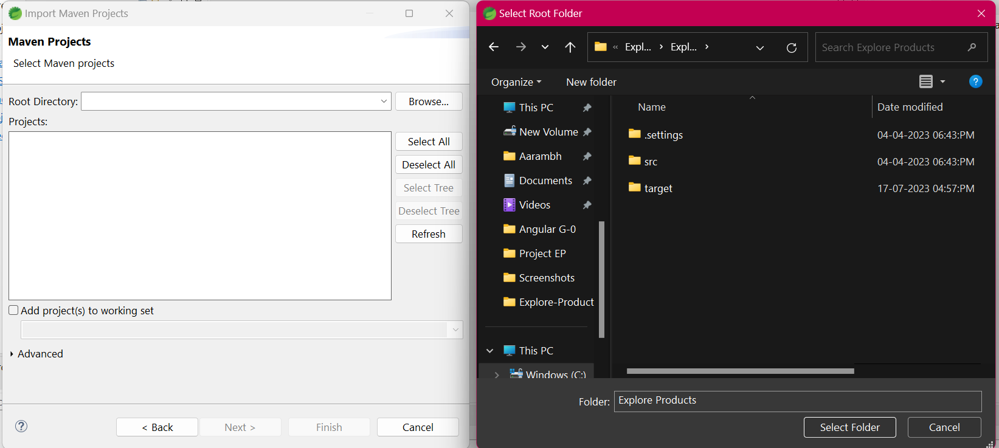 Import Maven Projects
Maven Projects
Select Maven projects
Root Directory:
Browse...
Projects:
Select All
Deselect All
Select Tree
Deselect Tree
Refresh
Add project(s) to working set
Advanced
?
< Back
Next >
Finish
Cancel
Select Root Folder
« Expl... › Expl... ›
Search Explore Products
Organize
New folder
?
Name
Date modified
This PC
New Volume
Aarambh
Documents
Videos
Angular G-0
Project EP
Screenshots
Explore-Product
This PC
Windows (C:)
.settings 04-04-2023 06:43:PM
src 04-04-2023 06:43:PM
target 17-07-2023 04:57:PM
Folder: Explore Products
Select Folder
Cancel